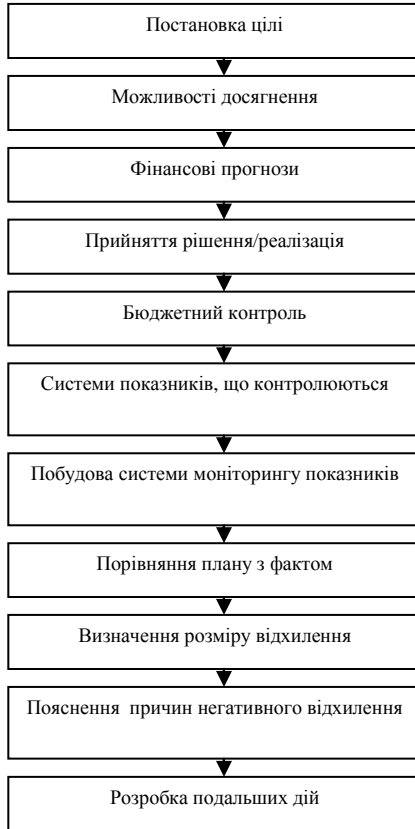 Постановка цілі
Можливості досягнення
Фінансові прогнози
Прийняття рішення/реалізація
Бюджетний контроль
Системи показників, що контролюються
Побудова системи моніторингу показників
Порівняння плану з фактом
Визначення розміру відхилення
Пояснення  причин негативного відхилення
Розробка подальших дій